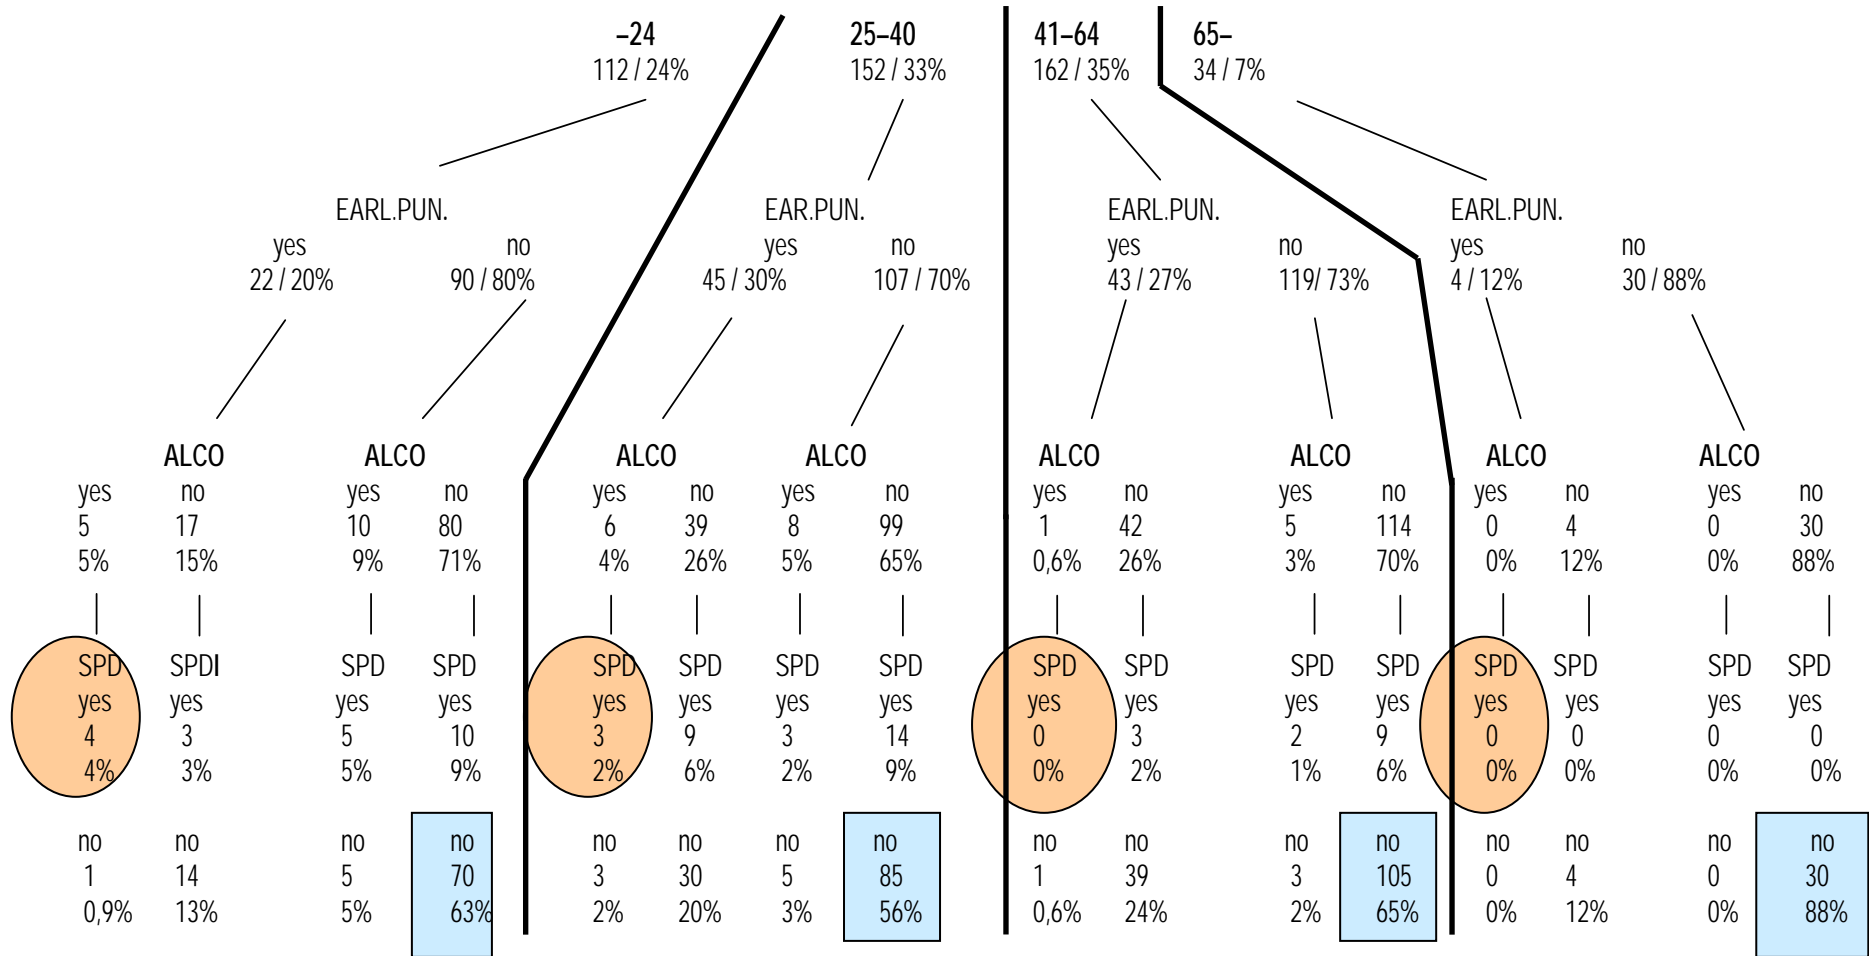 –24 25–40 41–64 65–
112 / 24% 152 / 33% 162 / 35% 34 / 7%
EARL.PUN. EAR.PUN. EARL.PUN. EARL.PUN.
yes no yes no yes no yes no
22 / 20% 90 / 80% 45 / 30% 107 / 70% 43 / 27% 119/ 73% 4 / 12% 30 / 88%
ALCO ALCO ALCO ALCO ALCO ALCO ALCO ALCO
yes no yes no yes no yes no yes no yes no yes no yes no
5 17 10 80 6 39 8 99 1 42 5 114 0 4 0 30
5% 15% 9% 71% 4% 26% 5% 65% 0,6% 26% 3% 70% 0% 12% 0% 88%
SPD SPDI SPD SPD SPD SPD SPD SPD SPD SPD SPD SPD SPD SPD SPD SPD
yes yes yes yes yes yes yes yes yes yes yes yes yes yes yes yes
4 3 5 10 3 9 3 14 0 3 2 9 0 0 0 0
4% 3% 5% 9% 2% 6% 2% 9% 0% 2% 1% 6% 0% 0% 0% 0%
no no no no no no no no no no no no no no no no
1 14 5 70 3 30 5 85 1 39 3 105 0 4 0 30
0,9% 13% 5% 63% 2% 20% 3% 56% 0,6% 24% 2% 65% 0% 12% 0% 88%